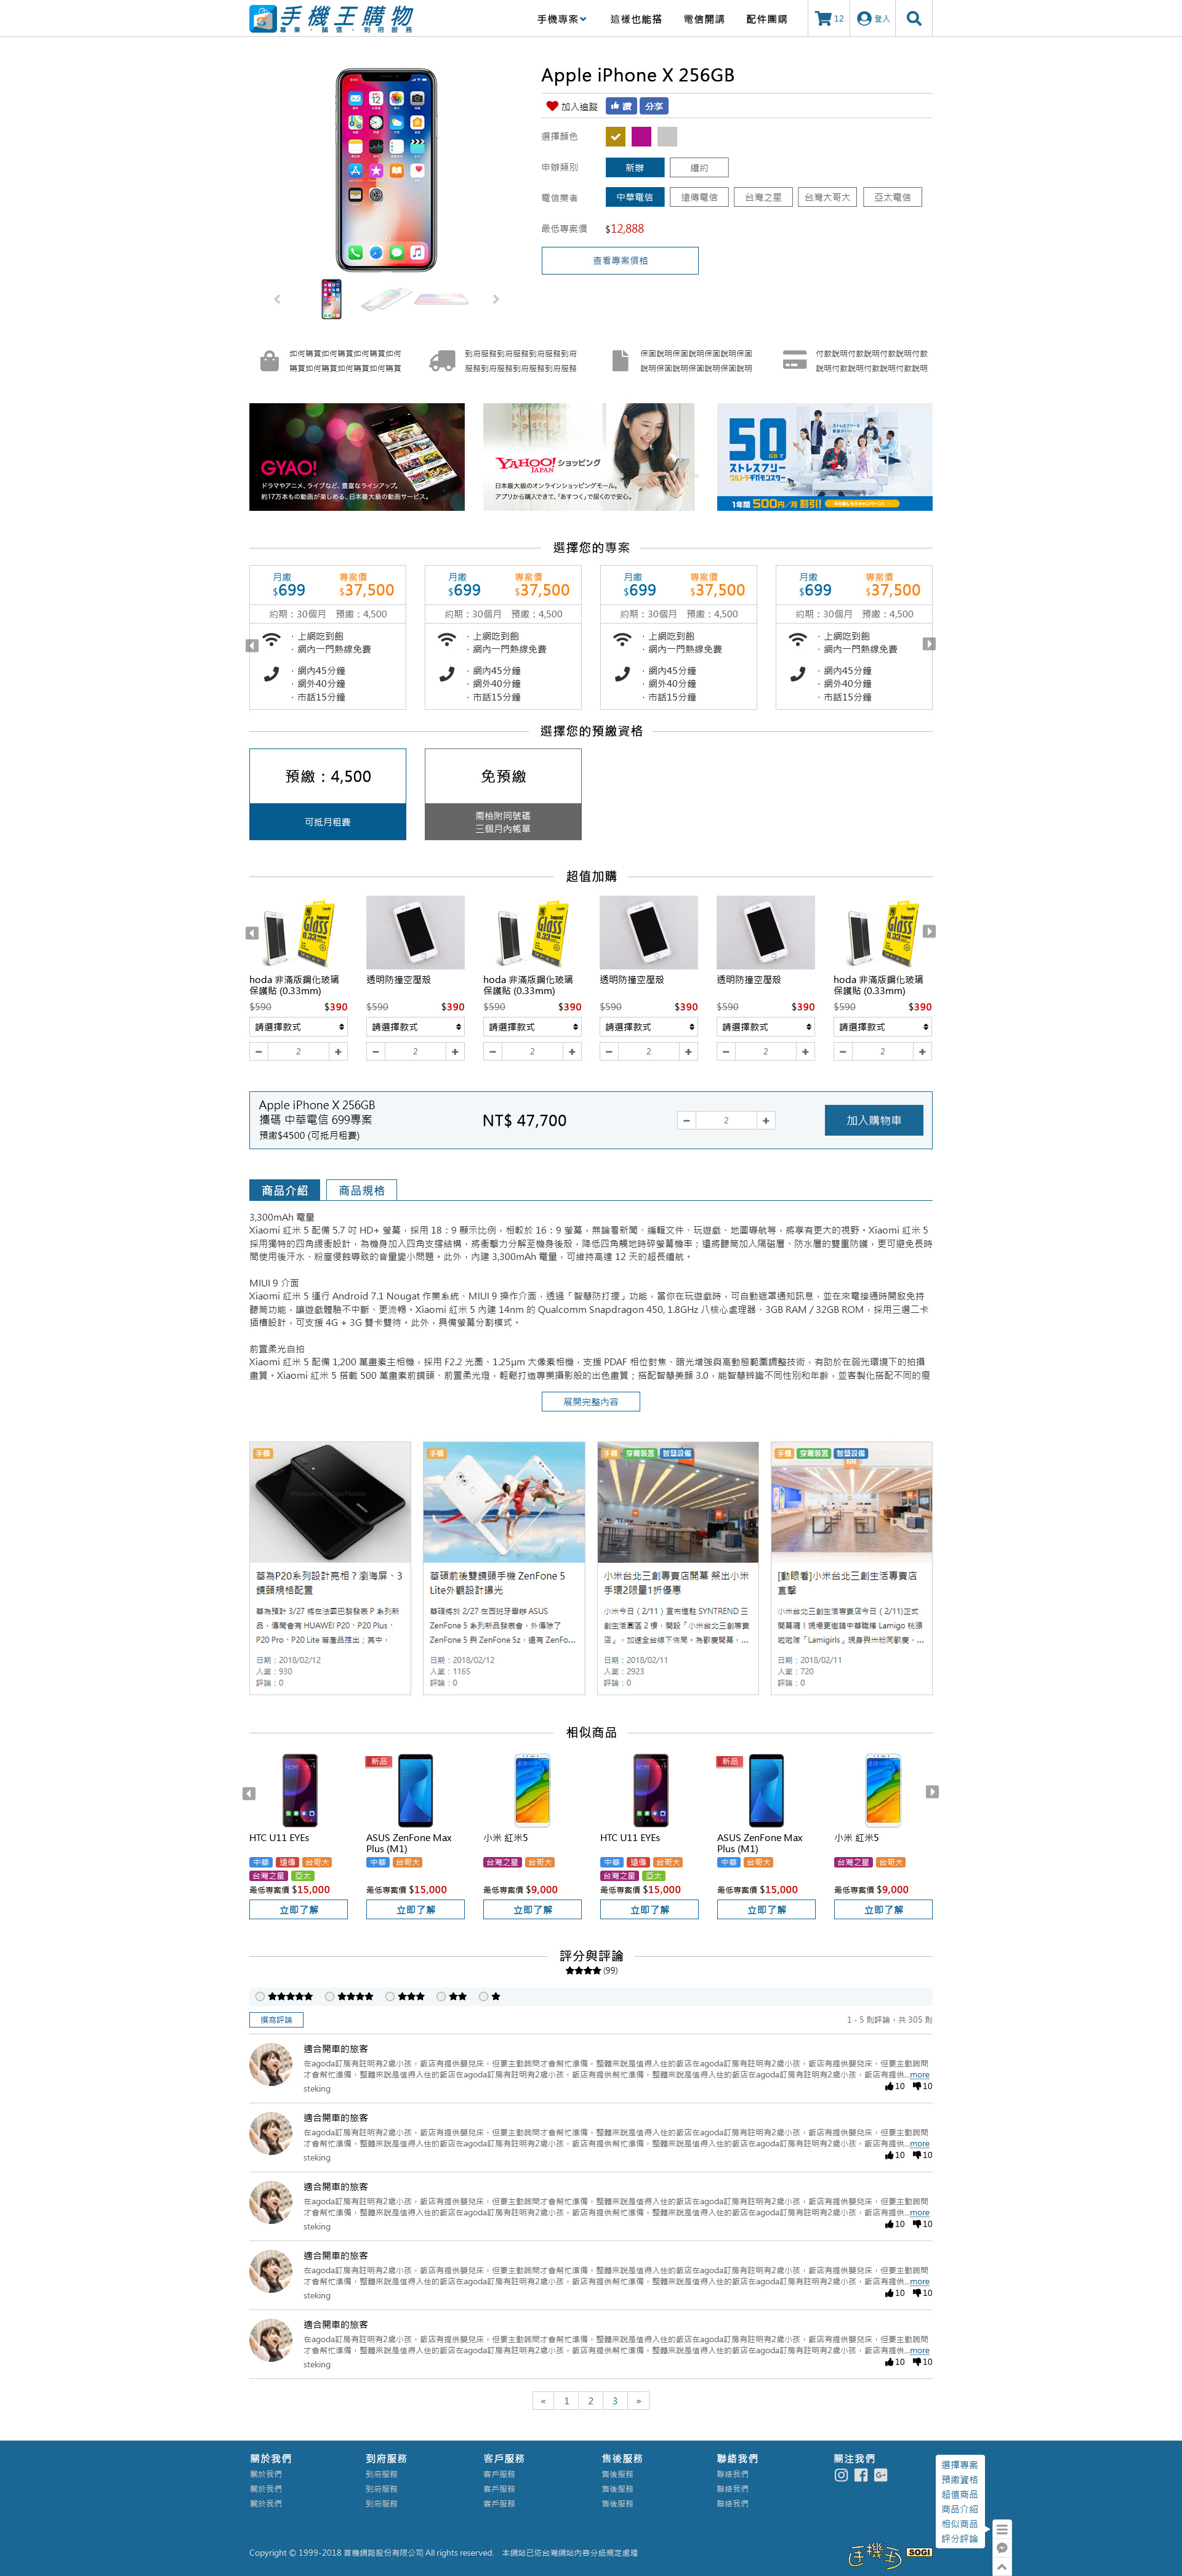 手機王購物
專業．誠信．到府服務
手機專案
這樣也能搭
電信開講
配件團購
12
登入
Apple iPhone X 256GB
加入追蹤
讚
分享
選擇顏色
申辦類別
新辦
續約
電信業者
中華電信
遠傳電信
台灣之星
台灣大哥大
亞太電信
最低專案價
$12,888
查看專案價格
如何購買如何購買如何購買如何
購買如何購買如何購買如何購買
到府服務到府服務到府服務到府
服務到府服務到府服務到府服務
保固說明保固說明保固說明保固
說明保固說明保固說明保固說明
付款說明付款說明付款說明付款
說明付款說明付款說明付款說明
GYAO!
ドラマやアニメ、ライブなど、豊富なラインアップ。
約17万本もの動画が楽しめる、日本最大級の動画サービス。
YAHOO! ショッピング
JAPAN
日本最大級のオンラインショッピングモール。
アプリから購入できて、「あすつく」で届くので安心。
50GBで
ストレスフリー
ウルトラギガモンスター
1年間 500円/月 割引!
選擇您的專案
月繳 專案價
$699 $37,500
約期：30個月 預繳：4,500
．上網吃到飽
．網內一門熱線免費
．網內45分鐘
．網外40分鐘
．市話15分鐘
月繳 專案價
$699 $37,500
約期：30個月 預繳：4,500
．上網吃到飽
．網內一門熱線免費
．網內45分鐘
．網外40分鐘
．市話15分鐘
月繳 專案價
$699 $37,500
約期：30個月 預繳：4,500
．上網吃到飽
．網內一門熱線免費
．網內45分鐘
．網外40分鐘
．市話15分鐘
月繳 專案價
$699 $37,500
約期：30個月 預繳：4,500
．上網吃到飽
．網內一門熱線免費
．網內45分鐘
．網外40分鐘
．市話15分鐘
選擇您的預繳資格
預繳：4,500
可抵月租費
免預繳
需檢附同號碼
三個月內帳單
超值加購
hoda 非滿版鋼化玻璃
保護貼 (0.33mm)
$590 $390
請選擇款式
2
透明防撞空壓殼
$590 $390
請選擇款式
2
hoda 非滿版鋼化玻璃
保護貼 (0.33mm)
$590 $390
請選擇款式
2
透明防撞空壓殼
$590 $390
請選擇款式
2
透明防撞空壓殼
$590 $390
請選擇款式
2
hoda 非滿版鋼化玻璃
保護貼 (0.33mm)
$590 $390
請選擇款式
2
Apple iPhone X 256GB
攜碼 中華電信 699專案
預繳$4500 (可抵月租費)
NT$ 47,700
2
加入購物車
商品介紹
商品規格
3,300mAh 電量
Xiaomi 紅米 5 配備 5.7 吋 HD+ 螢幕，採用 18：9 顯示比例，相較於 16：9 螢幕，無論看新聞、編輯文件、玩遊戲、地圖導航等，將享有更大的視野。Xiaomi 紅米 5
採用獨特的四角緩衝設計，為機身加入四角支撐結構，將衝擊力分解至機身後殼，降低四角觸地時碎螢幕機率；還將聽筒加入隔磁層、防水層的雙重防護，更可避免長時
間使用後汗水、粉塵侵蝕導致的音量變小問題。此外，內建 3,300mAh 電量，可維持高達 12 天的超長續航。
MIUI 9 介面
Xiaomi 紅米 5 運行 Android 7.1 Nougat 作業系統、MIUI 9 操作介面，透過「智慧防打擾」功能，當你在玩遊戲時，可自動遮罩通知訊息，並在來電接通時開啟免持
聽筒功能，讓遊戲體驗不中斷、更流暢。Xiaomi 紅米 5 內建 14nm 的 Qualcomm Snapdragon 450, 1.8GHz 八核心處理器、3GB RAM / 32GB ROM，採用三選二卡
插槽設計，可支援 4G + 3G 雙卡雙待。此外，具備螢幕分割模式。
前置柔光自拍
Xiaomi 紅米 5 配備 1,200 萬畫素主相機，採用 F2.2 光圈、1.25μm 大像素相機，支援 PDAF 相位對焦、暗光增強與高動態範圍調整技術，有助於在弱光環境下的拍攝
畫質。Xiaomi 紅米 5 搭載 500 萬畫素前鏡頭、前置柔光燈，輕鬆打造專業攝影般的出色畫質；搭配智慧美顏 3.0，能智慧辨識不同性別和年齡，並客製化搭配不同的瘦
展開完整內容
手機
華為P20系列設計亮相？瀏海屏、3
鏡頭規格配置
華為預計 3/27 將在法國巴黎發表 P 系列新
品，傳聞會有 HUAWEI P20、P20 Plus、
P20 Pro、P20 Lite 等產品推出；其中，
日期：2018/02/12
人氣：930
評論：0
手機
華碩前後雙鏡頭手機 ZenFone 5
Lite外觀設計曝光
華碩將於 2/27 在西班牙舉辦 ASUS
ZenFone 5 系列新品發表會，外傳除了
ZenFone 5 與 ZenFone 5z，還有 ZenFo...
日期：2018/02/12
人氣：1165
評論：0
手機 穿戴裝置 智慧設備
小米台北三創專賣店開幕 祭出小米
手環2限量1折優惠
小米今日（2/11）宣布進駐 SYNTREND 三
創生活園區 2 樓，開設「小米台北三創專賣
店」，加速全台線下佈局。為歡慶開幕，...
日期：2018/02/11
人氣：2923
評論：0
手機 穿戴裝置 智慧設備
[動眼看]小米台北三創生活專賣店
直擊
小米台北三創生活專賣店今日（2/11)正式
開幕囉！現場更邀請中華職棒 Lamigo 桃猿
啦啦隊「Lamigirls」現身與米粉同歡慶，...
日期：2018/02/11
人氣：720
評論：0
相似商品
HTC U11 EYEs
中華 遠傳 台哥大
台灣之星 亞太
最低專案價 $15,000
立即了解
新品
ASUS ZenFone Max
Plus (M1)
中華 台哥大
最低專案價 $15,000
立即了解
小米 紅米5
台灣之星 台哥大
最低專案價 $9,000
立即了解
HTC U11 EYEs
中華 遠傳 台哥大
台灣之星 亞太
最低專案價 $15,000
立即了解
新品
ASUS ZenFone Max
Plus (M1)
中華 台哥大
最低專案價 $15,000
立即了解
小米 紅米5
台灣之星 台哥大
最低專案價 $9,000
立即了解
評分與評論
★★★★ (99)
★★★★★ ★★★★ ★★★ ★★ ★
撰寫評論
1 - 5 則評論，共 305 則
適合開車的旅客
在agoda訂房有註明有2歲小孩，飯店有提供嬰兒床，但要主動詢問才會幫忙準備，整體來說是值得入住的飯店在agoda訂房有註明有2歲小孩，飯店有提供嬰兒床，但要主動詢問
才會幫忙準備，整體來說是值得入住的飯店在agoda訂房有註明有2歲小孩，飯店有提供幫忙準備，整體來說是值得入住的飯店在agoda訂房有註明有2歲小孩，飯店有提供...more
steking
10 10
適合開車的旅客
在agoda訂房有註明有2歲小孩，飯店有提供嬰兒床，但要主動詢問才會幫忙準備，整體來說是值得入住的飯店在agoda訂房有註明有2歲小孩，飯店有提供嬰兒床，但要主動詢問
才會幫忙準備，整體來說是值得入住的飯店在agoda訂房有註明有2歲小孩，飯店有提供幫忙準備，整體來說是值得入住的飯店在agoda訂房有註明有2歲小孩，飯店有提供...more
steking
10 10
適合開車的旅客
在agoda訂房有註明有2歲小孩，飯店有提供嬰兒床，但要主動詢問才會幫忙準備，整體來說是值得入住的飯店在agoda訂房有註明有2歲小孩，飯店有提供嬰兒床，但要主動詢問
才會幫忙準備，整體來說是值得入住的飯店在agoda訂房有註明有2歲小孩，飯店有提供幫忙準備，整體來說是值得入住的飯店在agoda訂房有註明有2歲小孩，飯店有提供...more
steking
10 10
適合開車的旅客
在agoda訂房有註明有2歲小孩，飯店有提供嬰兒床，但要主動詢問才會幫忙準備，整體來說是值得入住的飯店在agoda訂房有註明有2歲小孩，飯店有提供嬰兒床，但要主動詢問
才會幫忙準備，整體來說是值得入住的飯店在agoda訂房有註明有2歲小孩，飯店有提供幫忙準備，整體來說是值得入住的飯店在agoda訂房有註明有2歲小孩，飯店有提供...more
steking
10 10
適合開車的旅客
在agoda訂房有註明有2歲小孩，飯店有提供嬰兒床，但要主動詢問才會幫忙準備，整體來說是值得入住的飯店在agoda訂房有註明有2歲小孩，飯店有提供嬰兒床，但要主動詢問
才會幫忙準備，整體來說是值得入住的飯店在agoda訂房有註明有2歲小孩，飯店有提供幫忙準備，整體來說是值得入住的飯店在agoda訂房有註明有2歲小孩，飯店有提供...more
steking
10 10
« 1 2 3 »
關於我們
關於我們
關於我們
關於我們
到府服務
到府服務
到府服務
到府服務
客戶服務
客戶服務
客戶服務
客戶服務
售後服務
售後服務
售後服務
售後服務
聯絡我們
聯絡我們
聯絡我們
聯絡我們
關注我們
選擇專案
預繳資格
超值商品
商品介紹
相似商品
評分評論
Copyright © 1999-2018 首機網路股份有限公司 All rights reserved. 本網站已依台灣網站內容分級規定處理
手機王 SOGI